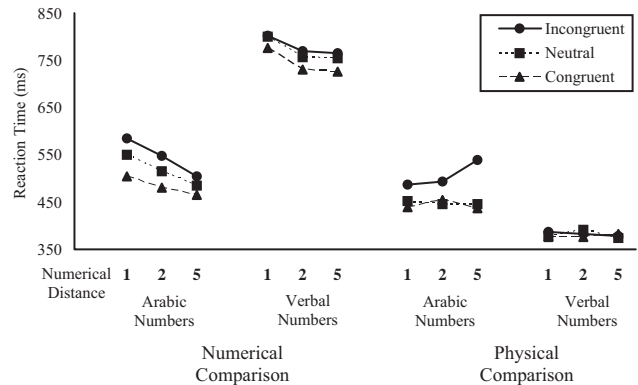 850
750
650
550
450
350
Reaction Time (ms)
Incongruent
Neutral
Congruent
Numerical
Distance
1 2 5 1 2 5 1 2 5 1 2 5
Arabic
Numbers
Verbal
Numbers
Arabic
Numbers
Verbal
Numbers
Numerical
Comparison
Physical
Comparison